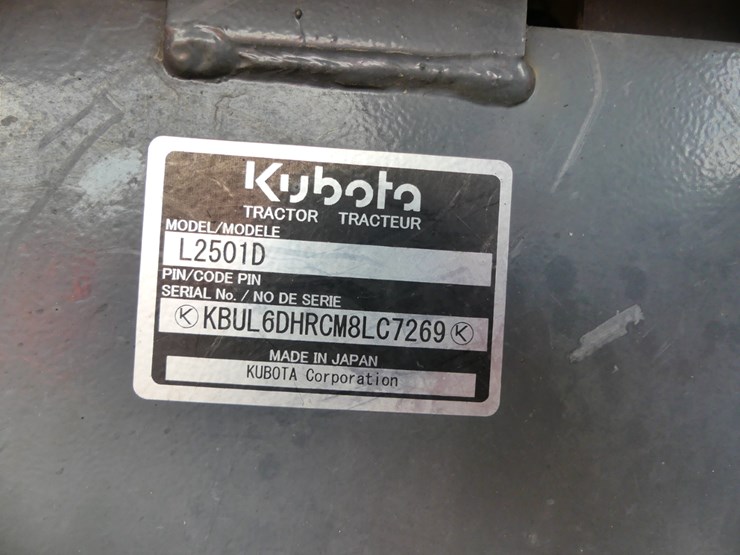 Kubota
TRACTOR TRACTEUR
MODEL/MODELE
L2501D
PIN/CODE PIN
SERIAL No. / NO DE SERIE
K KBUL6DHRCM8LC7269 K
MADE IN JAPAN
KUBOTA Corporation